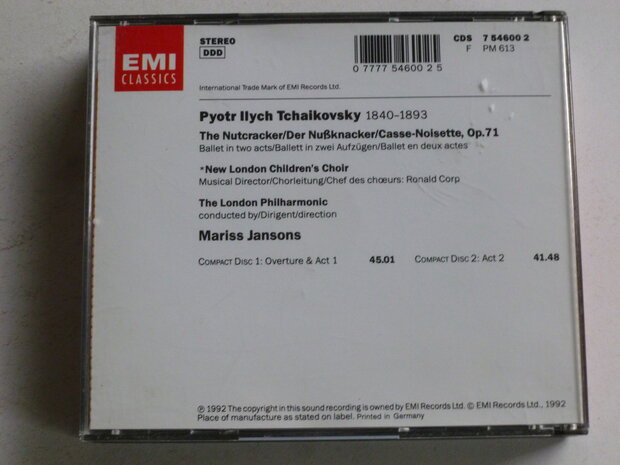 EMI
CLASSICS
STEREO
DDD
CDS 7 54600 2
F PM 613
0 7777 54600 2 5
International Trade Mark of EMI Records Ltd.
Pyotr Ilych Tchaikovsky 1840–1893
The Nutcracker/Der Nußknacker/Casse-Noisette, Op.71
Ballet in two acts/Ballett in zwei Aufzügen/Ballet en deux actes
*New London Children's Choir
Musical Director/Chorleitung/Chef des chœurs: Ronald Corp
The London Philharmonic
conducted by/Dirigent/direction
Mariss Jansons
COMPACT DISC 1: Overture & Act 1 45.01 COMPACT DISC 2: Act 2 41.48
℗ 1992 The copyright in this sound recording is owned by EMI Records Ltd. © EMI Records Ltd., 1992
Place of manufacture as stated on label. Printed in Germany